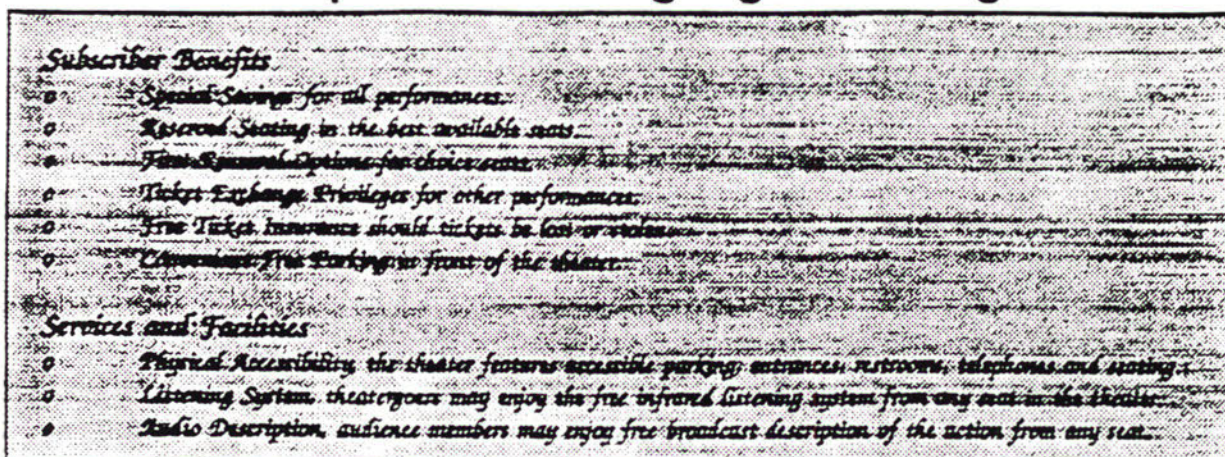 Subscriber Benefits
o Special Savings for all performances.
o Reserved Seating in the best available seats.
o First Renewal Options for choice seats.
o Ticket Exchange Privileges for other performances.
o Free Ticket Insurance should tickets be lost or stolen.
o Convenient Free Parking in front of the theater.
Services and Facilities
o Physical Accessibility, the theater features accessible parking, entrances, restrooms, telephones and seating.
o Listening System, theatergoers may enjoy the free infrared listening system from any seat in the theater.
o Audio Description, audience members may enjoy free broadcast description of the action from any seat.